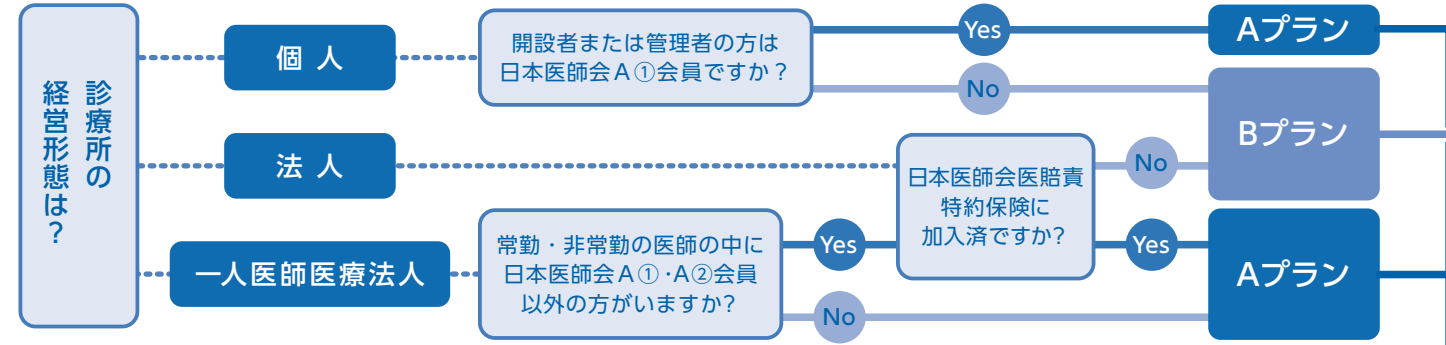 診療所の
経営形態は？
個人
開設者または管理者の方は
日本医師会A①会員ですか？
Yes
Aプラン
No
Bプラン
法人
日本医師会医賠責
特約保険に
加入済ですか?
No
Yes
Aプラン
一人医師医療法人
常勤・非常勤の医師の中に
日本医師会A①・A②会員
以外の方がいますか?
Yes
No